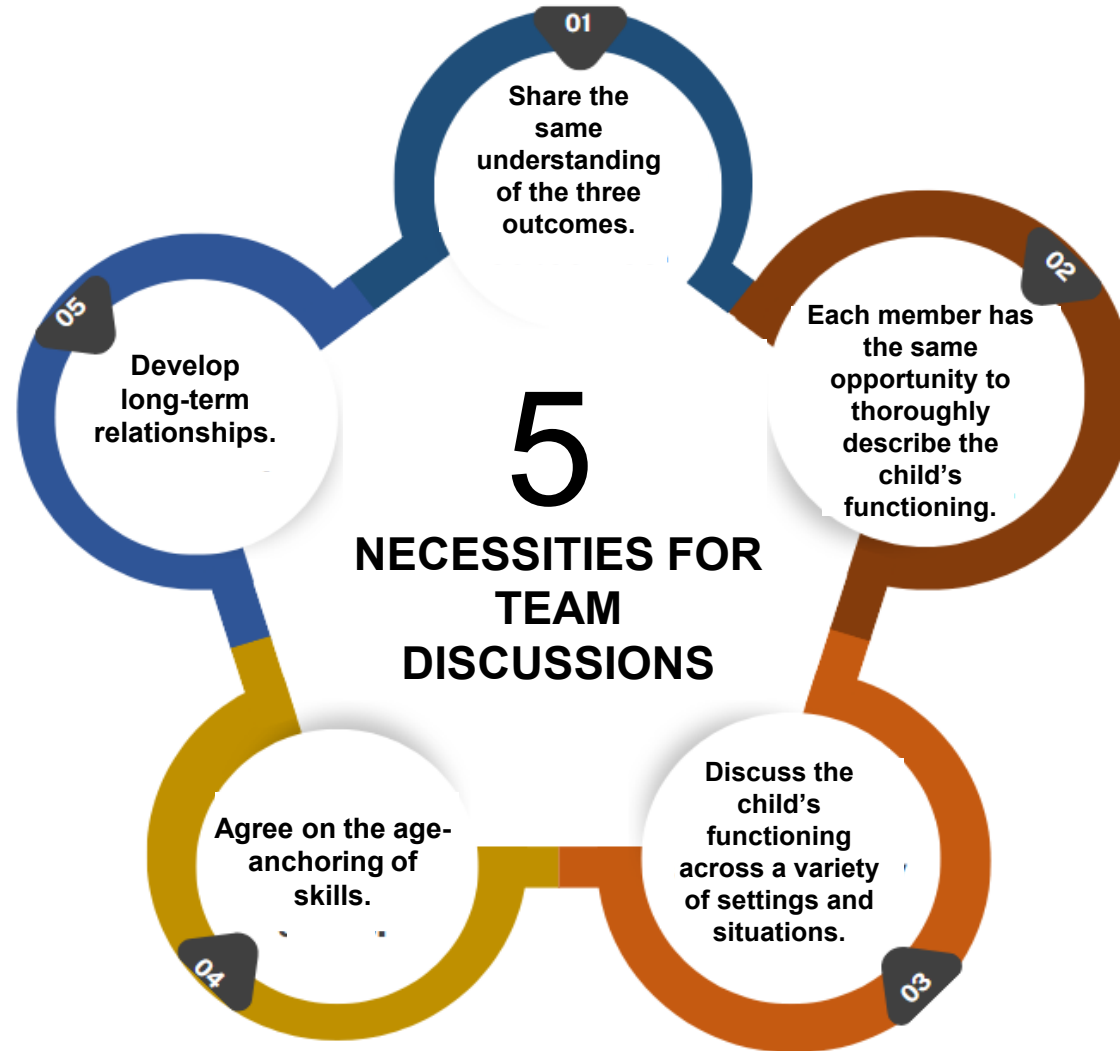 01
Share the
same
understanding
of the three
outcomes.
02
Each member has
the same
opportunity to
thoroughly
describe the
child’s
functioning.
03
Discuss the
child’s
functioning
across a variety
of settings and
situations.
04
Agree on the age-
anchoring of
skills.
05
Develop
long-term
relationships.
5
NECESSITIES FOR
TEAM
DISCUSSIONS